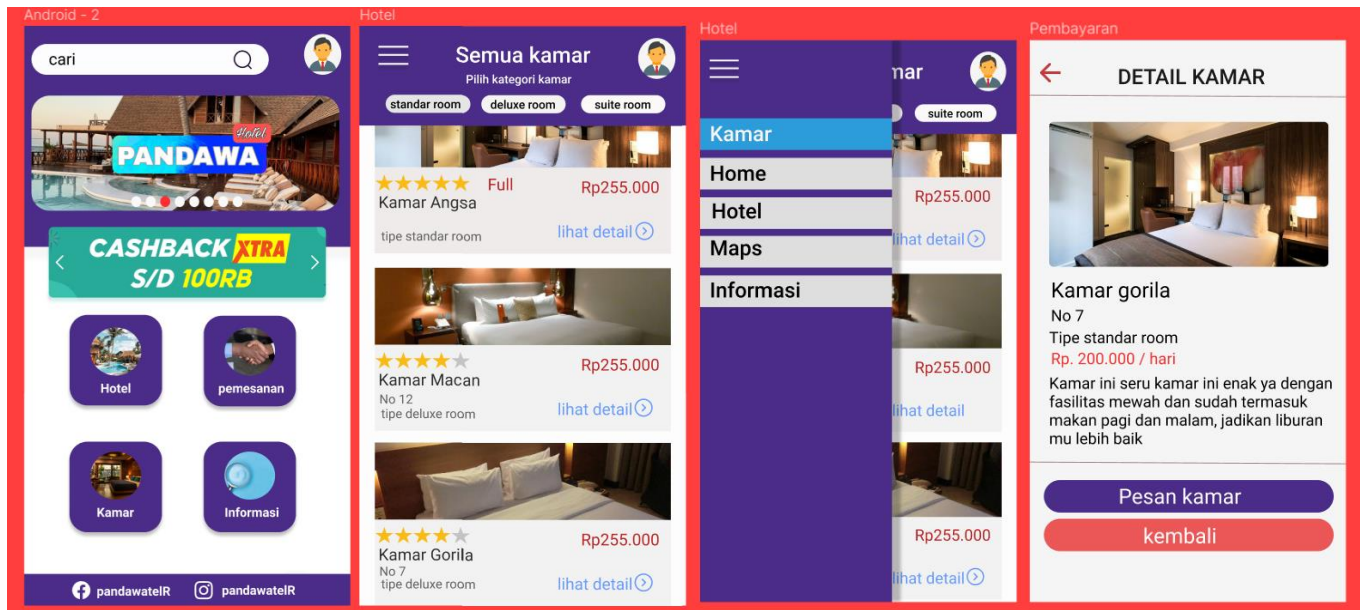 Android - 2
cari
Hotel
PANDAWA
CASHBACK XTRA
S/D 100RB
Hotel
pemesanan
Kamar
Informasi
pandawatelR
pandawatelR
Hotel
Semua kamar
Pilih kategori kamar
standar room
deluxe room
suite room
Full
Rp255.000
Kamar Angsa
tipe standar room
lihat detail
Rp255.000
Kamar Macan
No 12
tipe deluxe room
lihat detail
Rp255.000
Kamar Gorila
No 7
tipe deluxe room
lihat detail
Hotel
mar
suite room
Kamar
Home
Hotel
Maps
Informasi
Rp255.000
lihat detail
Rp255.000
lihat detail
Rp255.000
lihat detail
Pembayaran
DETAIL KAMAR
Kamar gorila
No 7
Tipe standar room
Rp. 200.000 / hari
Kamar ini seru kamar ini enak ya dengan
fasilitas mewah dan sudah termasuk
makan pagi dan malam, jadikan liburan
mu lebih baik
Pesan kamar
kembali